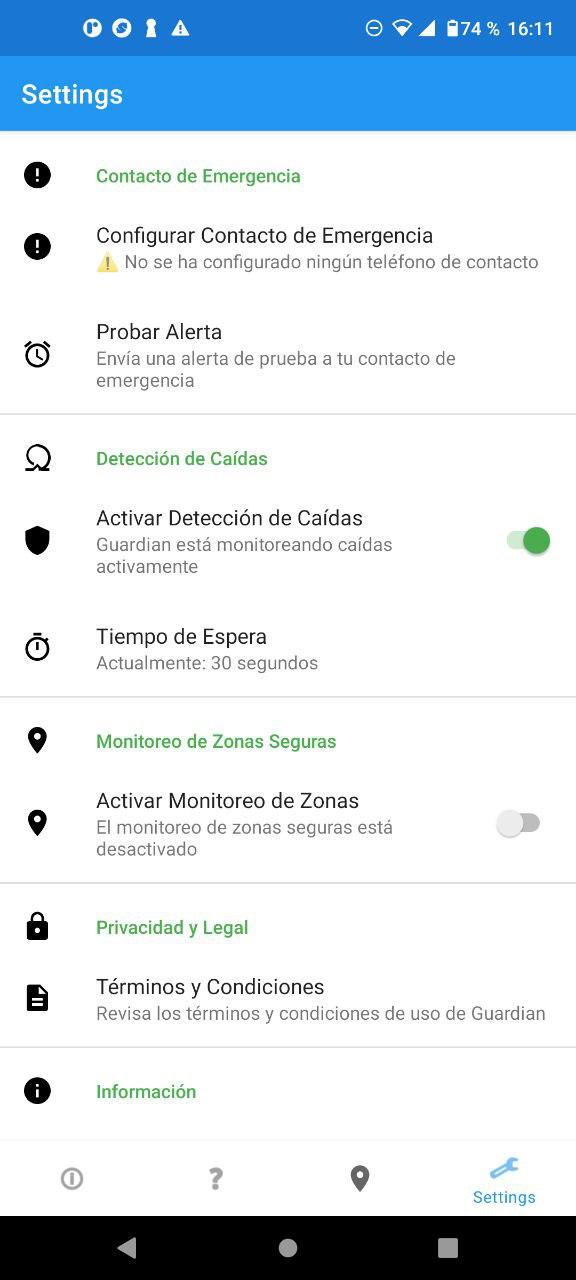 74 % 16:11
Settings
Contacto de Emergencia
Configurar Contacto de Emergencia
⚠️ No se ha configurado ningún teléfono de contacto
Probar Alerta
Envía una alerta de prueba a tu contacto de
emergencia
Detección de Caídas
Activar Detección de Caídas
Guardian está monitoreando caídas
activamente
Tiempo de Espera
Actualmente: 30 segundos
Monitoreo de Zonas Seguras
Activar Monitoreo de Zonas
El monitoreo de zonas seguras está
desactivado
Privacidad y Legal
Términos y Condiciones
Revisa los términos y condiciones de uso de Guardian
Información
Settings